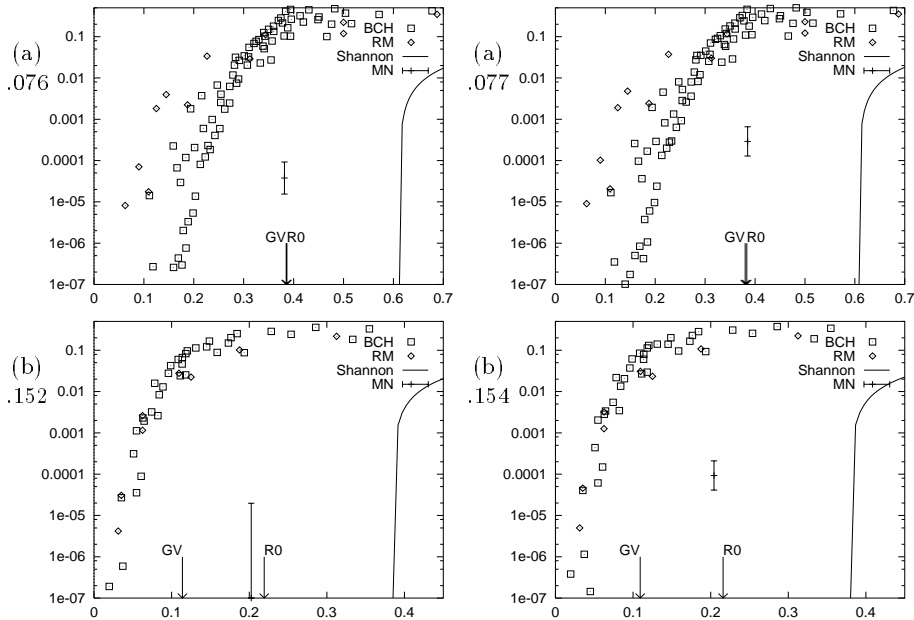 (a)
.076
0.1
0.01
0.001
0.0001
1e-05
1e-06
1e-07
0
0.1
0.2
0.3
0.4
0.5
0.6
0.7
BCH
RM
Shannon
MN
GV R0
(a)
.077
0.1
0.01
0.001
0.0001
1e-05
1e-06
1e-07
0
0.1
0.2
0.3
0.4
0.5
0.6
0.7
BCH
RM
Shannon
MN
GV R0
(b)
.152
0.1
0.01
0.001
0.0001
1e-05
1e-06
1e-07
0
0.1
0.2
0.3
0.4
BCH
RM
Shannon
MN
GV
R0
(b)
.154
0.1
0.01
0.001
0.0001
1e-05
1e-06
1e-07
0
0.1
0.2
0.3
0.4
BCH
RM
Shannon
MN
GV
R0